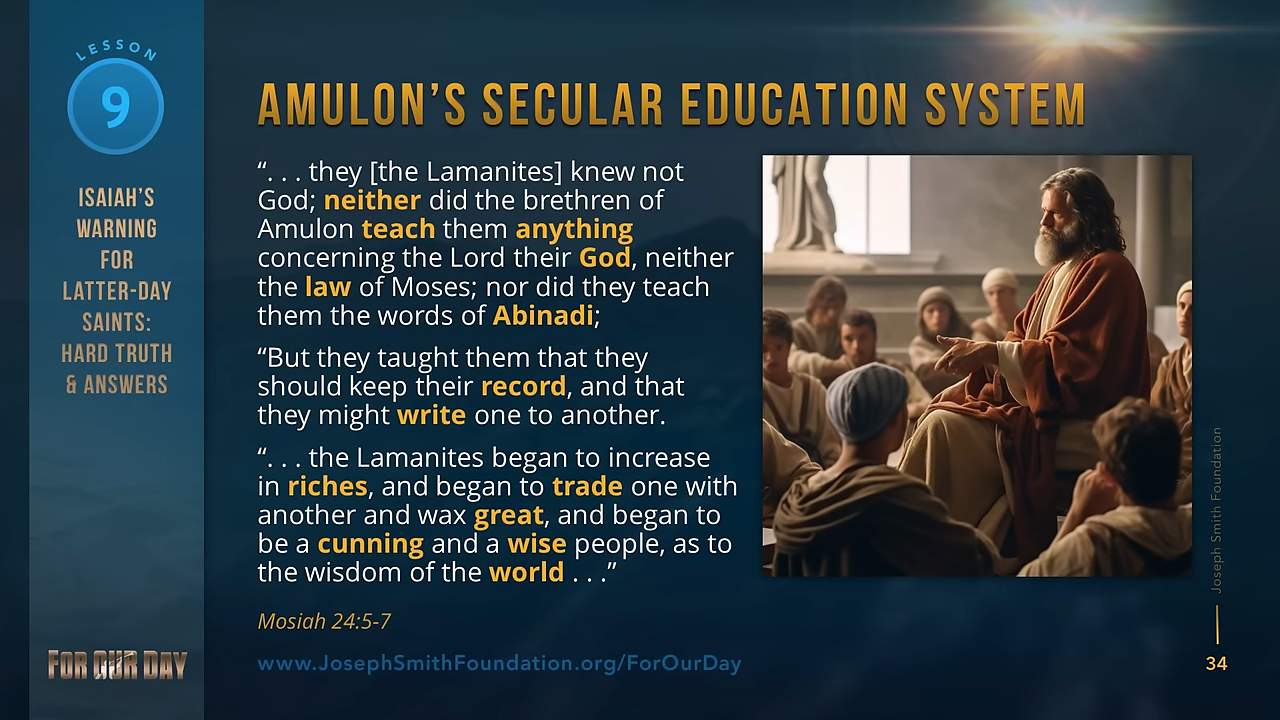 LESSON
9
ISAIAH'S
WARNING
FOR
LATTER-DAY
SAINTS:
HARD TRUTH
& ANSWERS
FOR OUR DAY
AMULON'S SECULAR EDUCATION SYSTEM
“. . . they [the Lamanites] knew not
God; neither did the brethren of
Amulon teach them anything
concerning the Lord their God, neither
the law of Moses; nor did they teach
them the words of Abinadi;
“But they taught them that they
should keep their record, and that
they might write one to another.
“. . . the Lamanites began to increase
in riches, and began to trade one with
another and wax great, and began to
be a cunning and a wise people, as to
the wisdom of the world . . .”
Mosiah 24:5-7
www.JosephSmithFoundation.org/ForOurDay
Joseph Smith Foundation
34